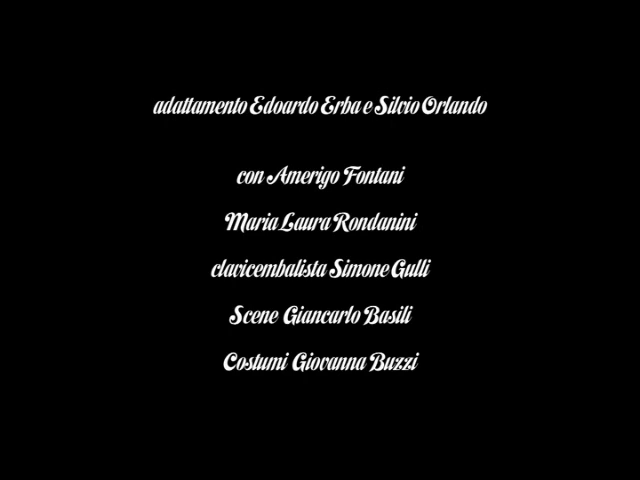 adattamento Edoardo Erba e Silvio Orlando
con Amerigo Fontani
Maria Laura Rondanini
clavicembalista Simone Gulli
Scene Giancarlo Basili
Costumi Giovanna Buzzi